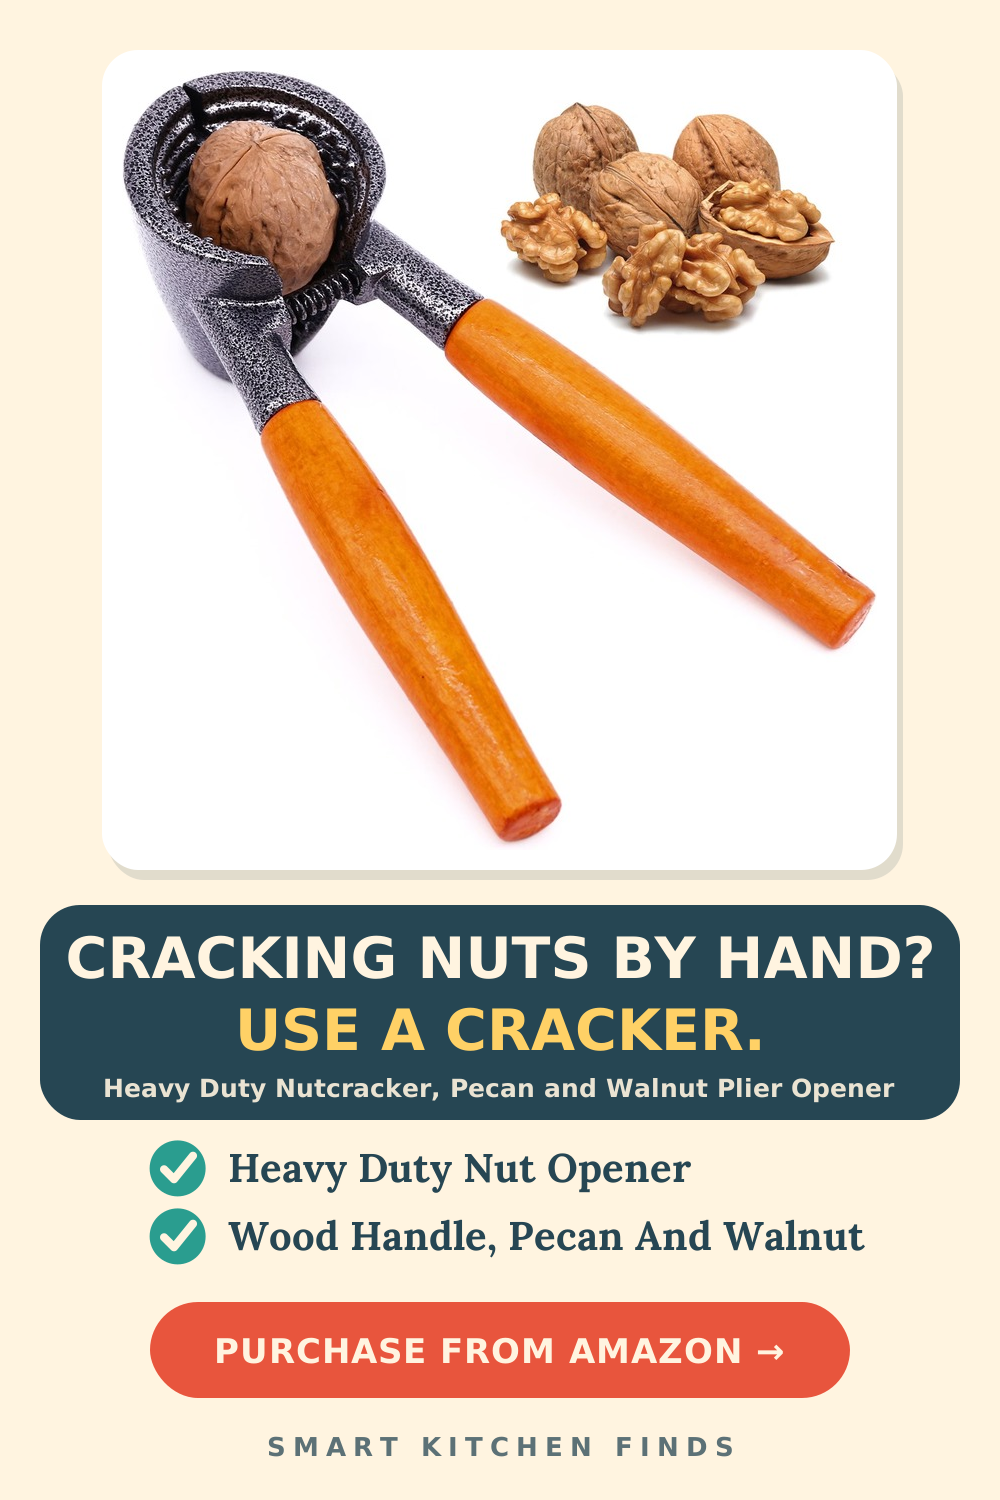 CRACKING NUTS BY HAND?
USE A CRACKER.
Heavy Duty Nutcracker, Pecan and Walnut Plier Opener
Heavy Duty Nut Opener
Wood Handle, Pecan And Walnut
PURCHASE FROM AMAZON →
SMART KITCHEN FINDS